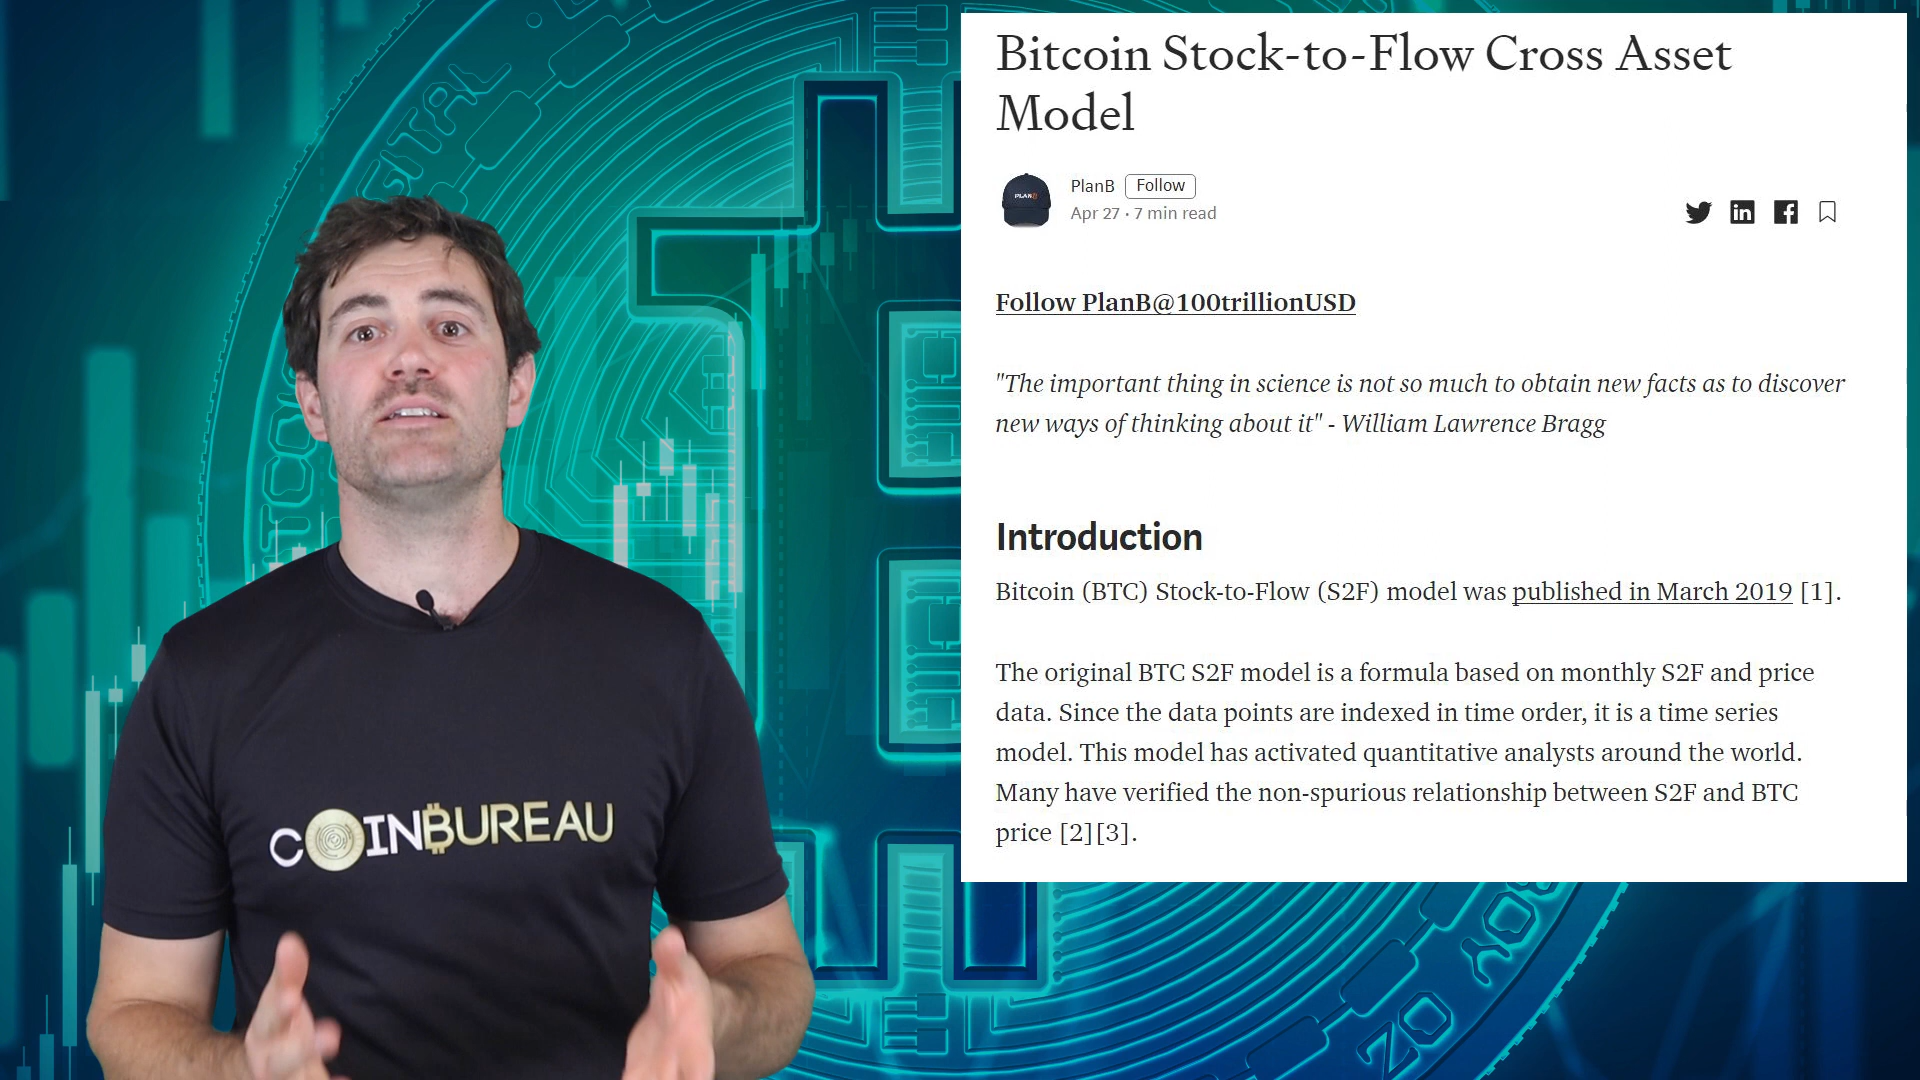 Bitcoin Stock-to-Flow Cross Asset
Model
PLANB
PlanB Follow
Apr 27 · 7 min read
Follow PlanB@100trillionUSD
"The important thing in science is not so much to obtain new facts as to discover
new ways of thinking about it" - William Lawrence Bragg
Introduction
Bitcoin (BTC) Stock-to-Flow (S2F) model was published in March 2019 [1].
The original BTC S2F model is a formula based on monthly S2F and price
data. Since the data points are indexed in time order, it is a time series
model. This model has activated quantitative analysts around the world.
Many have verified the non-spurious relationship between S2F and BTC
price [2][3].
COINBUREAU